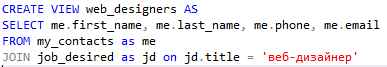 CREATE VIEW web_designers AS
SELECT me.first_name, me.last_name, me.phone, me.email
FROM my_contacts as me
JOIN job_desired as jd on jd.title = 'веб-дизайнер'